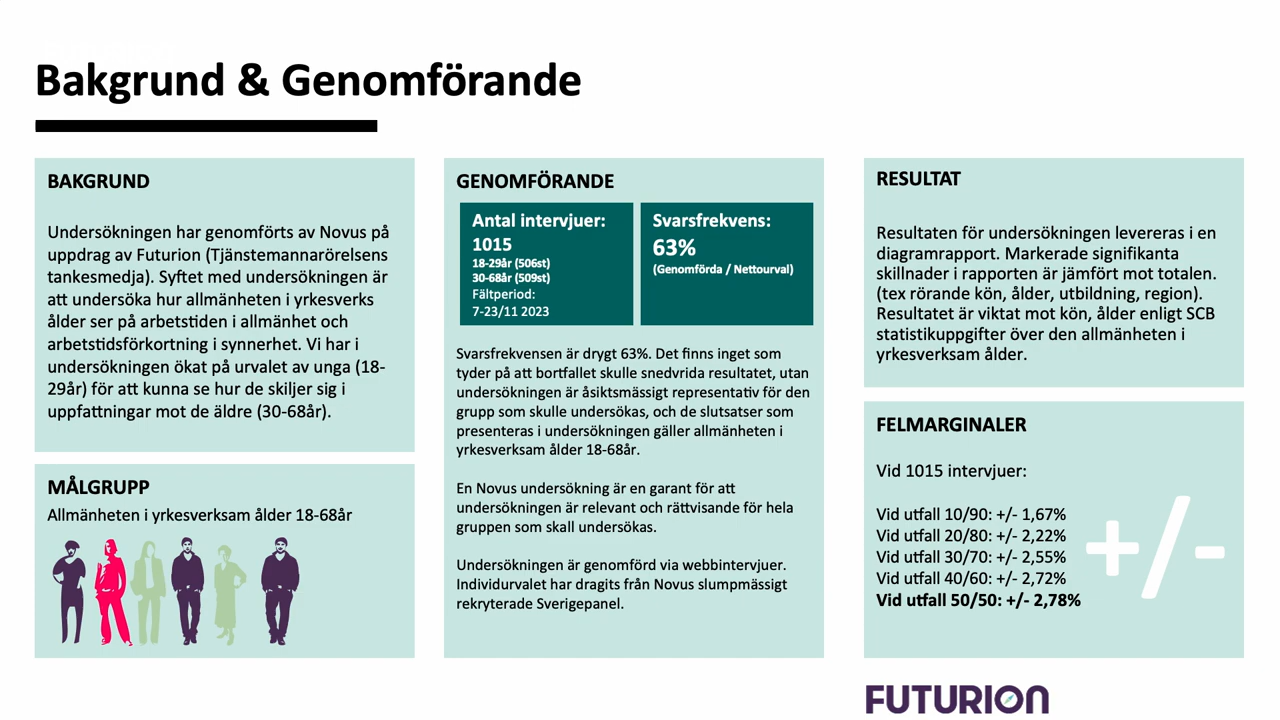 Bakgrund & Genomförande
BAKGRUND
Undersökningen har genomförts av Novus på
uppdrag av Futurion (Tjänstemannarörelsens
tankesmedja). Syftet med undersökningen är
att undersöka hur allmänheten i yrkesverks
ålder ser på arbetstiden i allmänhet och
arbetstidsförkortning i synnerhet. Vi har i
undersökningen ökat på urvalet av unga (18-
29år) för att kunna se hur de skiljer sig i
uppfattningar mot de äldre (30-68år).
MÅLGRUPP
Allmänheten i yrkesverksam ålder 18-68år
GENOMFÖRANDE
Antal intervjuer:
1015
18-29år (506st)
30-68år (509st)
Fältperiod:
7-23/11 2023
Svarsfrekvens:
63%
(Genomförda / Nettourval)
Svarsfrekvensen är drygt 63%. Det finns inget som
tyder på att bortfallet skulle snedvrida resultatet, utan
undersökningen är åsiktsmässigt representativ för den
grupp som skulle undersökas, och de slutsatser som
presenteras i undersökningen gäller allmänheten i
yrkesverksam ålder 18-68år.
En Novus undersökning är en garant för att
undersökningen är relevant och rättvisande för hela
gruppen som skall undersökas.
Undersökningen är genomförd via webbintervjuer.
Individurvalet har dragits från Novus slumpmässigt
rekryterade Sverigepanel.
RESULTAT
Resultaten för undersökningen levereras i en
diagramrapport. Markerade signifikanta
skillnader i rapporten är jämfört mot totalen.
(tex rörande kön, ålder, utbildning, region).
Resultatet är viktat mot kön, ålder enligt SCB
statistikuppgifter över den allmänheten i
yrkesverksam ålder.
FELMARGINALER
Vid 1015 intervjuer:
Vid utfall 10/90: +/- 1,67%
Vid utfall 20/80: +/- 2,22%
Vid utfall 30/70: +/- 2,55%
Vid utfall 40/60: +/- 2,72%
Vid utfall 50/50: +/- 2,78%
+/-
FUTURION